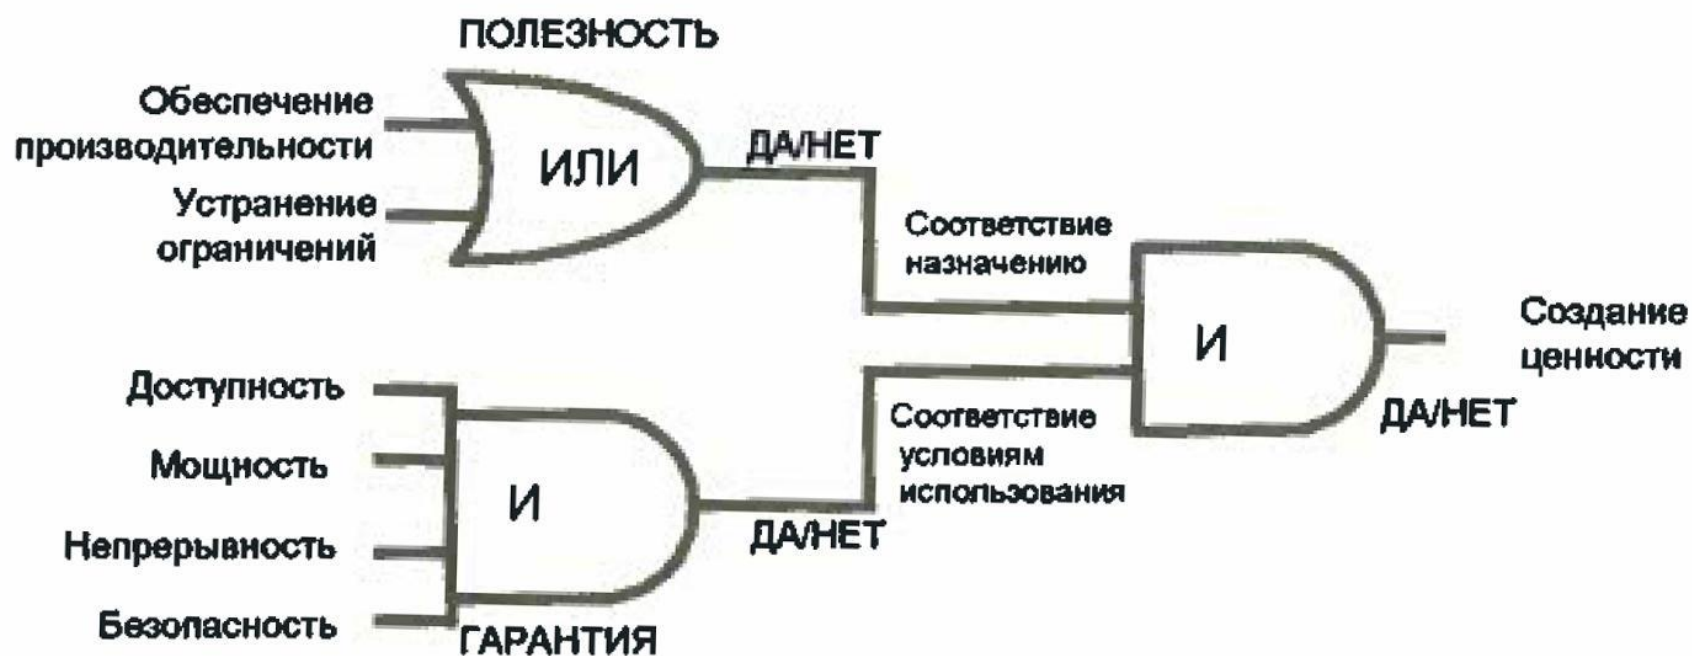 ПОЛЕЗНОСТЬ
Обеспечение
производительности
ИЛИ
ДА/НЕТ
Устранение
ограничений
Соответствие
назначению
И
Создание
ценности
ДА/НЕТ
Доступность
Мощность
Непрерывность
Безопасность
И
ГАРАНТИЯ
ДА/НЕТ
Соответствие
условиям
использования